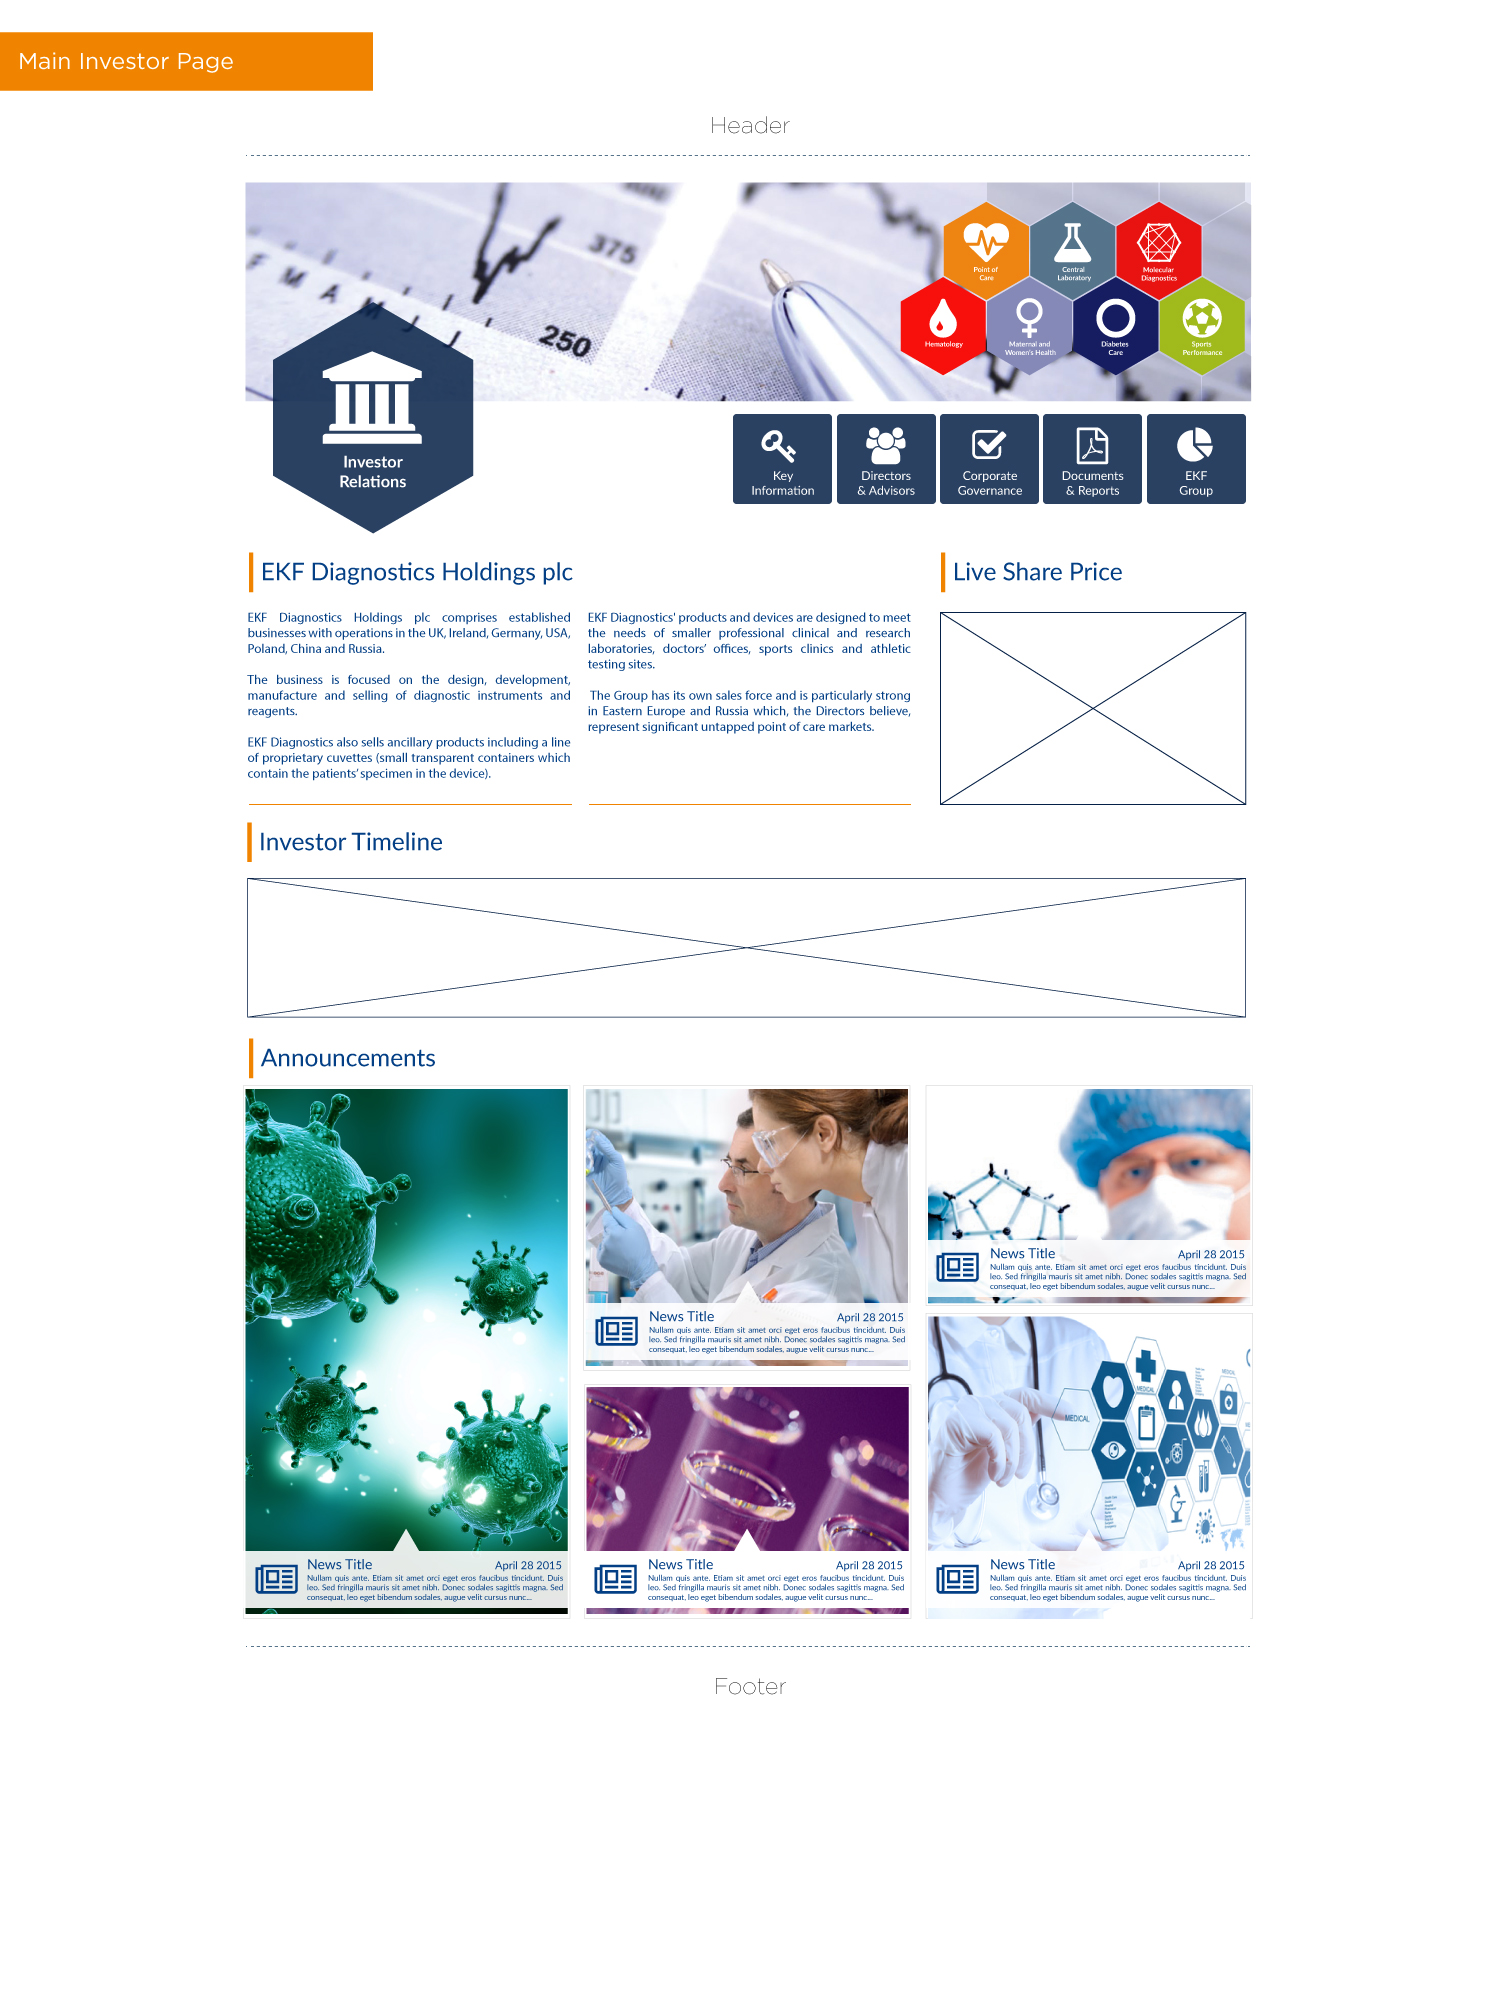 Main Investor Page
Header
375
250
F M A M J J
Point of
Care
Central
Laboratory
Molecular
Diagnostics
Hematology
Maternal and
Women's Health
Diabetes
Care
Sports
Performance
Investor
Relations
Key
Information
Directors
& Advisors
Corporate
Governance
Documents
& Reports
EKF
Group
EKF Diagnostics Holdings plc
EKF Diagnostics Holdings plc comprises established
businesses with operations in the UK, Ireland, Germany, USA,
Poland, China and Russia.
The business is focused on the design, development,
manufacture and selling of diagnostic instruments and
reagents.
EKF Diagnostics also sells ancillary products including a line
of proprietary cuvettes (small transparent containers which
contain the patients' specimen in the device).
EKF Diagnostics' products and devices are designed to meet
the needs of smaller professional clinical and research
laboratories, doctors' offices, sports clinics and athletic
testing sites.
The Group has its own sales force and is particularly strong
in Eastern Europe and Russia which, the Directors believe,
represent significant untapped point of care markets.
Live Share Price
Investor Timeline
Announcements
News Title April 28 2015
Nullam quis ante. Etiam sit amet orci eget eros faucibus tincidunt. Duis
leo. Sed fringilla mauris sit amet nibh. Donec sodales sagittis magna. Sed
consequat, leo eget bibendum sodales, augue velit cursus nunc...
News Title April 28 2015
Nullam quis ante. Etiam sit amet orci eget eros faucibus tincidunt. Duis
leo. Sed fringilla mauris sit amet nibh. Donec sodales sagittis magna. Sed
consequat, leo eget bibendum sodales, augue velit cursus nunc...
MEDICAL
MEDICAL
MEDICAL
News Title April 28 2015
Nullam quis ante. Etiam sit amet orci eget eros faucibus tincidunt. Duis
leo. Sed fringilla mauris sit amet nibh. Donec sodales sagittis magna. Sed
consequat, leo eget bibendum sodales, augue velit cursus nunc...
News Title April 28 2015
Nullam quis ante. Etiam sit amet orci eget eros faucibus tincidunt. Duis
leo. Sed fringilla mauris sit amet nibh. Donec sodales sagittis magna. Sed
consequat, leo eget bibendum sodales, augue velit cursus nunc...
News Title April 28 2015
Nullam quis ante. Etiam sit amet orci eget eros faucibus tincidunt. Duis
leo. Sed fringilla mauris sit amet nibh. Donec sodales sagittis magna. Sed
consequat, leo eget bibendum sodales, augue velit cursus nunc...
Footer